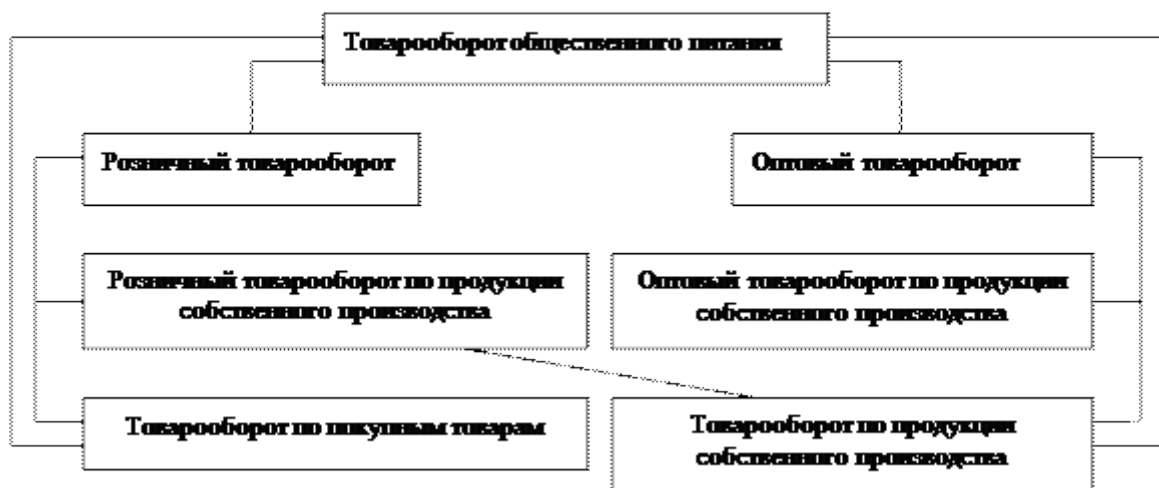 Товарооборот общественного питания
Розничный товарооборот
Оптовый товарооборот
Розничный товарооборот по продукции
собственного производства
Оптовый товарооборот по продукции
собственного производства
Товарооборот по покупным товарам
Товарооборот по продукции
собственного производства